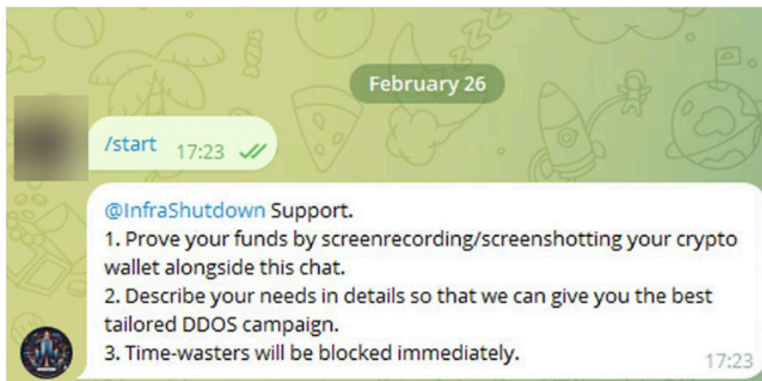 February 26
/start 17:23
@InfraShutdown Support.
1. Prove your funds by screenrecording/screenshotting your crypto
wallet alongside this chat.
2. Describe your needs in details so that we can give you the best
tailored DDOS campaign.
3. Time-wasters will be blocked immediately. 17:23